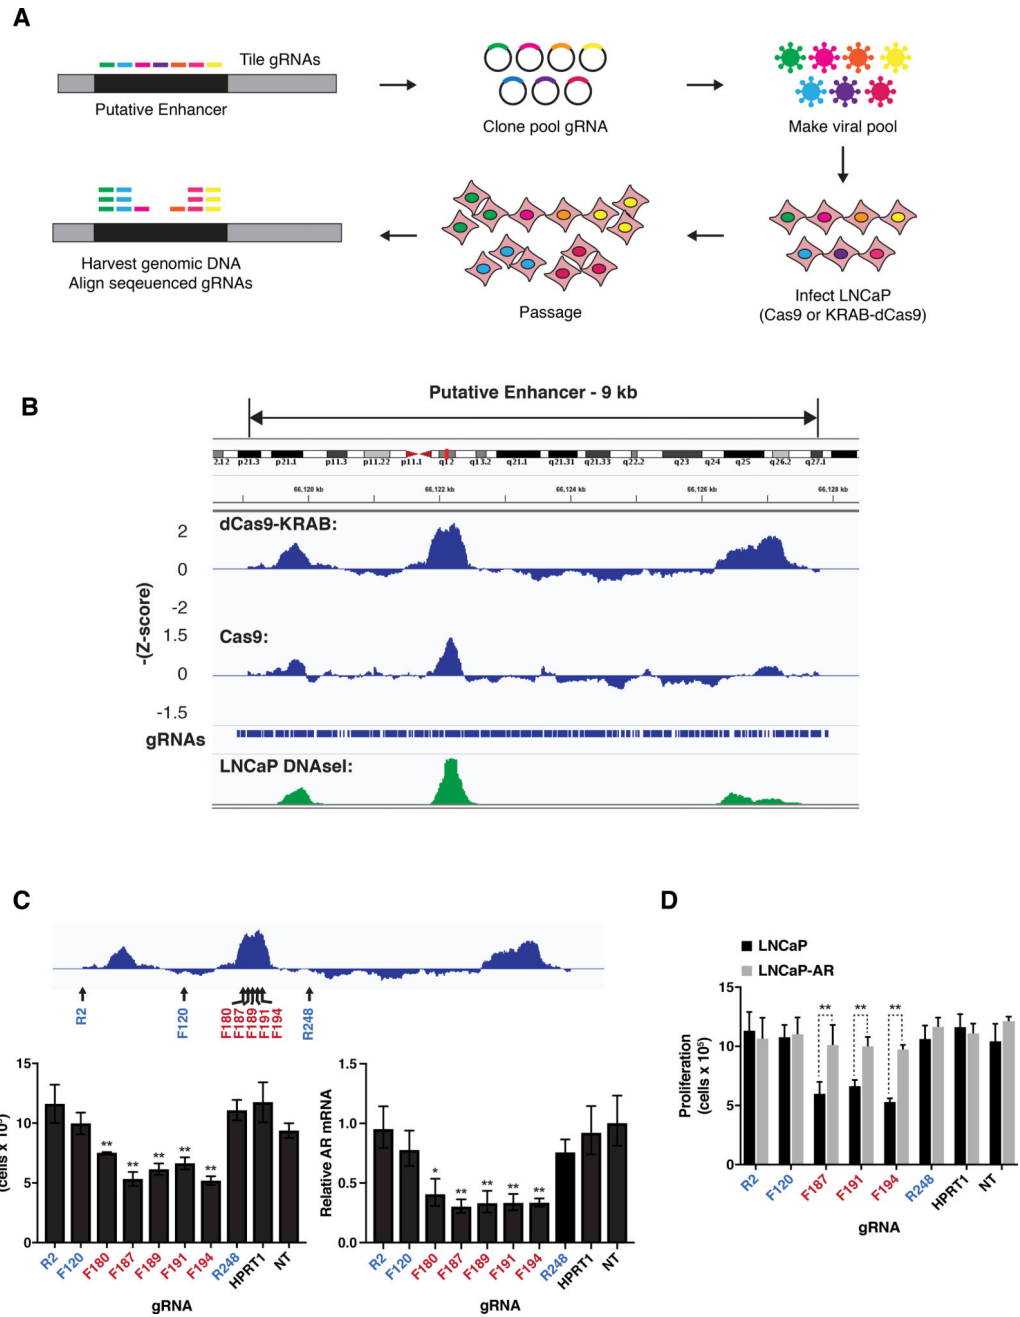 A
Tile gRNAs
Putative Enhancer
Clone pool gRNA
Make viral pool
Harvest genomic DNA
Align seqeuenced gRNAs
Passage
Infect LNCaP
(Cas9 or KRAB-dCas9)
B
Putative Enhancer - 9 kb
p21.3 p21.1 p11.3 p11.22 p11.1 q12 q13.2 q21.1 q21.31 q21.33 q22.2 q23 q24 q25 q26.2 q27.1
66,120 kb 66,122 kb 66,124 kb 66,126 kb 66,128 kb
dCas9-KRAB:
2
0
-2
-(Z-score)
Cas9:
1.5
0
-1.5
gRNAs
LNCaP DNAseI:
C
R2 F120 F180 F187 F189 F191 F194 R248
15
10
5
0
** ** ** ** **
R2 F120 F180 F187 F189 F191 F194 R248 HPRT1 NT
gRNA
Relative AR mRNA
1.5
1.0
0.5
0.0
* ** ** ** **
R2 F120 F180 F187 F189 F191 F194 R248 HPRT1 NT
gRNA
D
LNCaP
LNCaP-AR
Proliferation
(cells x 10⁵)
15
10
5
0
** ** **
R2 F120 F187 F191 F194 R248 HPRT1 NT
gRNA